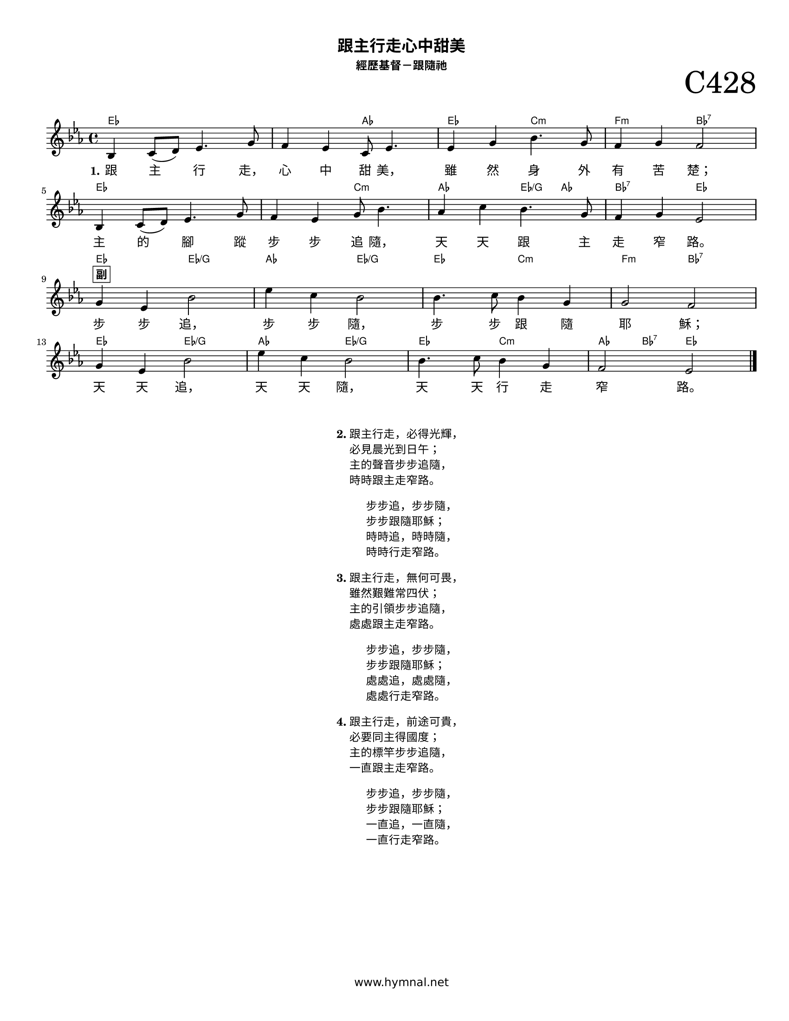 跟主行走心中甜美
經歷基督－跟隨祂
C428
E♭ A♭ E♭ Cm Fm B♭7
1. 跟 主 行 走， 心 中 甜 美， 雖 然 身 外 有 苦 楚；
5 E♭ Cm A♭ E♭/G A♭ B♭7 E♭
主 的 腳 蹤 步 步 追 隨， 天 天 跟 主 走 窄 路。
E♭ E♭/G A♭ E♭/G E♭ Cm Fm B♭7
9 副
步 步 追， 步 步 隨， 步 步 跟 隨 耶 穌；
13 E♭ E♭/G A♭ E♭/G E♭ Cm A♭ B♭7 E♭
天 天 追， 天 天 隨， 天 天 行 走 窄 路。
2. 跟主行走，必得光輝，
必見晨光到日午；
主的聲音步步追隨，
時時跟主走窄路。
步步追，步步隨，
步步跟隨耶穌；
時時追，時時隨，
時時行走窄路。
3. 跟主行走，無何可畏，
雖然艱難常四伏；
主的引領步步追隨，
處處跟主走窄路。
步步追，步步隨，
步步跟隨耶穌；
處處追，處處隨，
處處行走窄路。
4. 跟主行走，前途可貴，
必要同主得國度；
主的標竿步步追隨，
一直跟主走窄路。
步步追，步步隨，
步步跟隨耶穌；
一直追，一直隨，
一直行走窄路。
www.hymnal.net